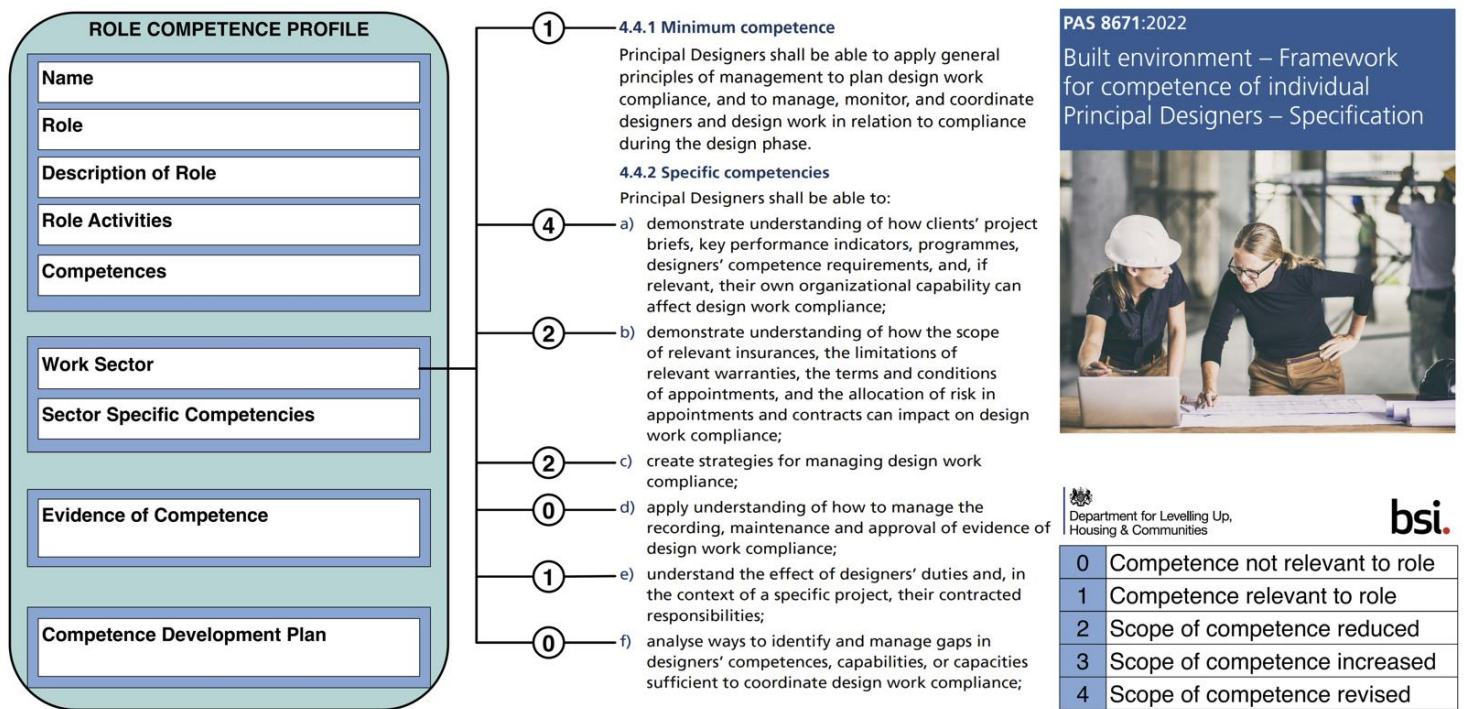 ROLE COMPETENCE PROFILE
Name
Role
Description of Role
Role Activities
Competences
Work Sector
Sector Specific Competencies
Evidence of Competence
Competence Development Plan
1
4.4.1 Minimum competence
Principal Designers shall be able to apply general
principles of management to plan design work
compliance, and to manage, monitor, and coordinate
designers and design work in relation to compliance
during the design phase.
4.4.2 Specific competencies
Principal Designers shall be able to:
4
a) demonstrate understanding of how clients' project
briefs, key performance indicators, programmes,
designers' competence requirements, and, if
relevant, their own organizational capability can
affect design work compliance;
2
b) demonstrate understanding of how the scope
of relevant insurances, the limitations of
relevant warranties, the terms and conditions
of appointments, and the allocation of risk in
appointments and contracts can impact on design
work compliance;
2
c) create strategies for managing design work
compliance;
0
d) apply understanding of how to manage the
recording, maintenance and approval of evidence of
design work compliance;
1
e) understand the effect of designers' duties and, in
the context of a specific project, their contracted
responsibilities;
0
f) analyse ways to identify and manage gaps in
designers' competences, capabilities, or capacities
sufficient to coordinate design work compliance;
PAS 8671:2022
Built environment – Framework
for competence of individual
Principal Designers – Specification
Department for Levelling Up,
Housing & Communities
bsi.
0 Competence not relevant to role
1 Competence relevant to role
2 Scope of competence reduced
3 Scope of competence increased
4 Scope of competence revised